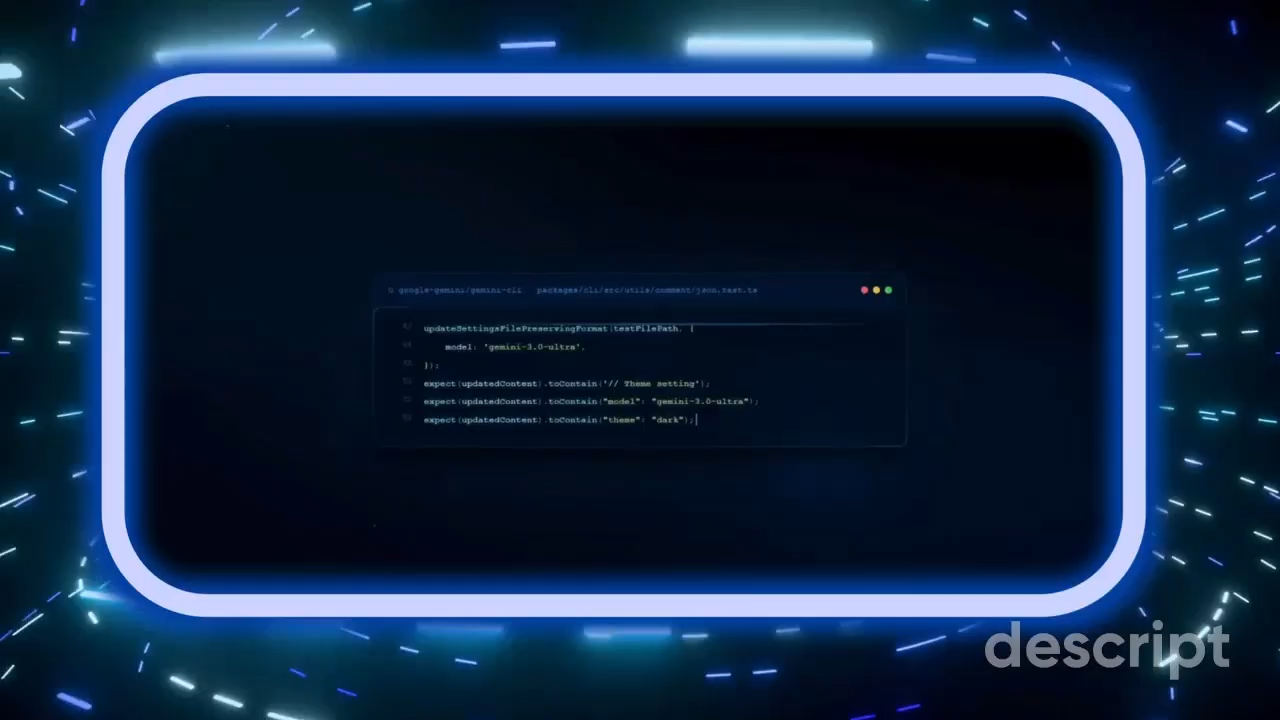 google-gemini/gemini-cli packages/cli/src/utils/comment/json.test.ts
updateSettingsFilePreservingFormat(testFilePath, {
model: 'gemini-3.0-ultra',
});
expect(updatedContent).toContain('// Theme setting');
expect(updatedContent).toContain("model": "gemini-3.0-ultra");
expect(updatedContent).toContain("theme": "dark");
descript